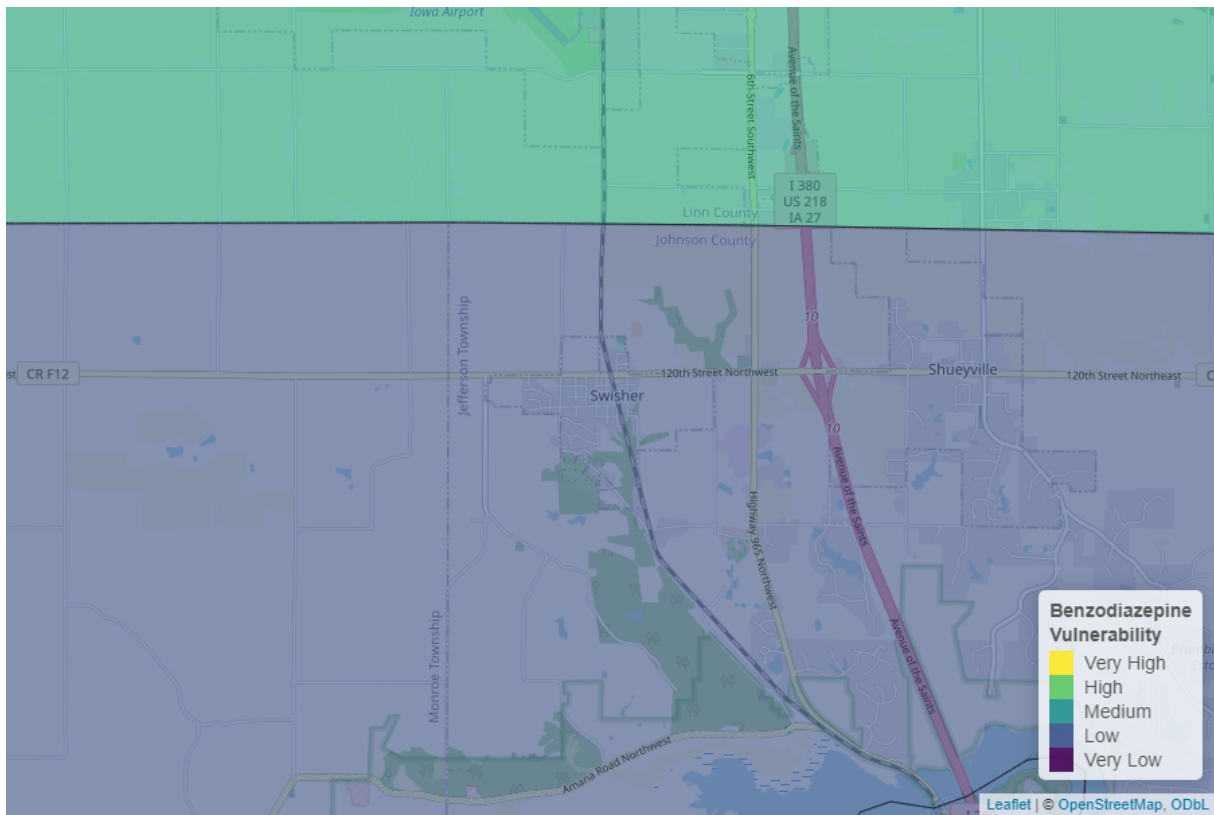 Iowa Airport
Avenue of the Saints
6th Street Southwest
I 380
US 218
IA 27
Linn County
Johnson County
Jefferson Township
10
CR F12
120th Street Northwest
Shueyville
120th Street Northeast
Swisher
10
Avenue of the Saints
Highway 965 Northwest
Monroe Township
Avenue of the Saints
Amana Road Northwest
Benzodiazepine
Vulnerability
Very High
High
Medium
Low
Very Low
Leaflet | © OpenStreetMap, ODbL